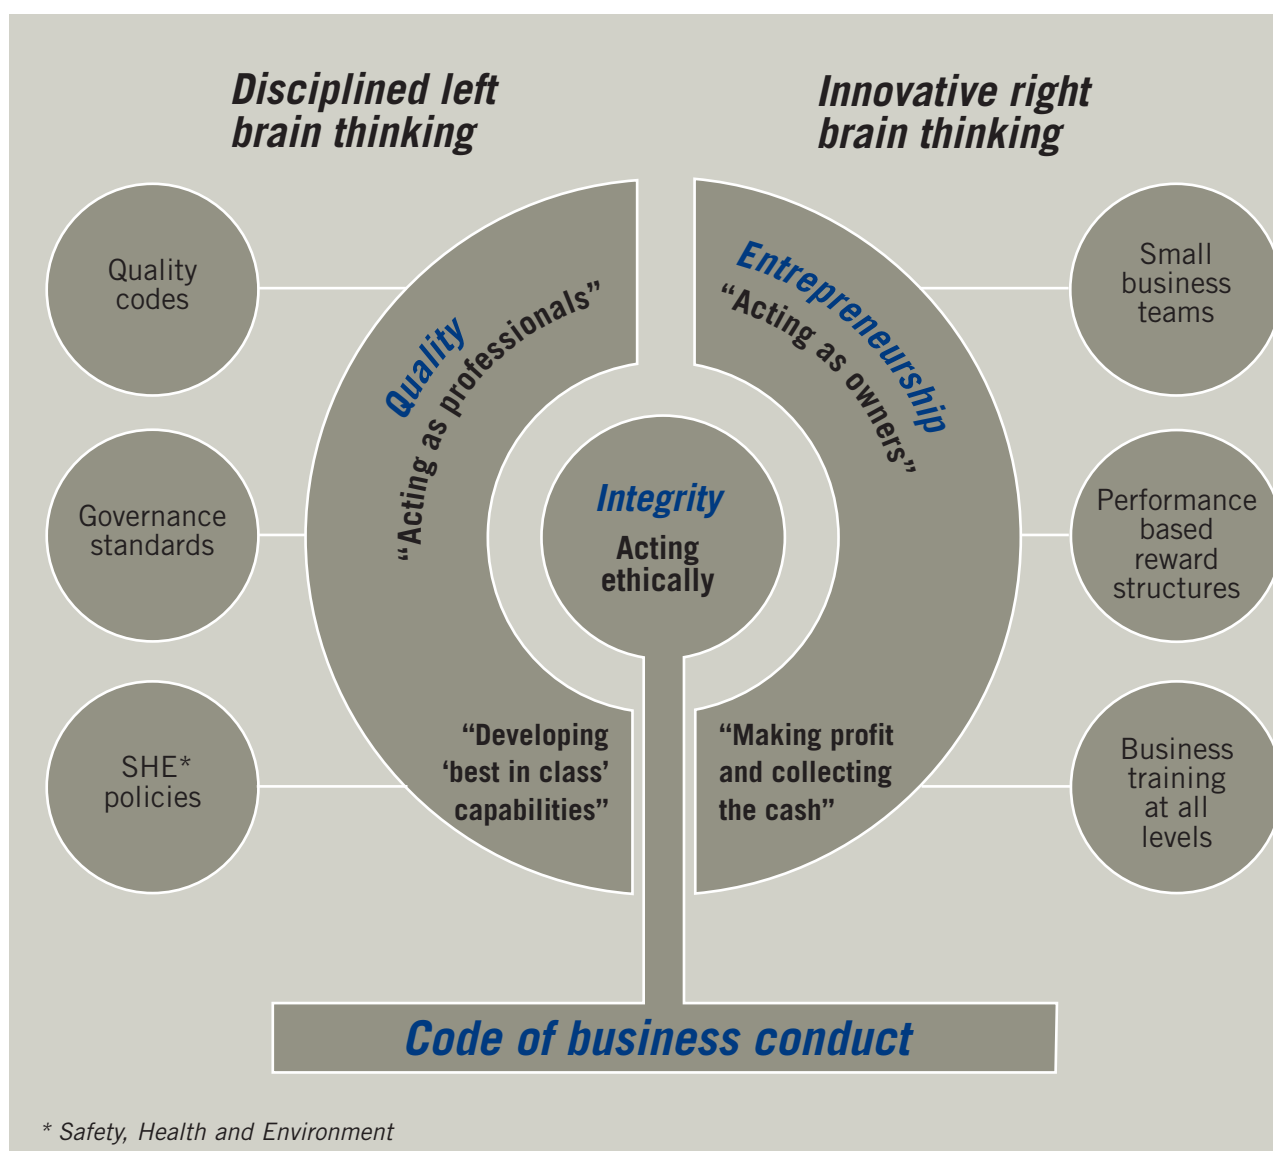 Disciplined left
brain thinking
Innovative right
brain thinking
Quality
codes
Governance
standards
SHE*
policies
Quality
“Acting as professionals”
“Developing
‘best in class’
capabilities”
Integrity
Acting
ethically
Entrepreneurship
“Acting as owners”
“Making profit
and collecting
the cash”
Small
business
teams
Performance
based
reward
structures
Business
training
at all
levels
Code of business conduct
* Safety, Health and Environment